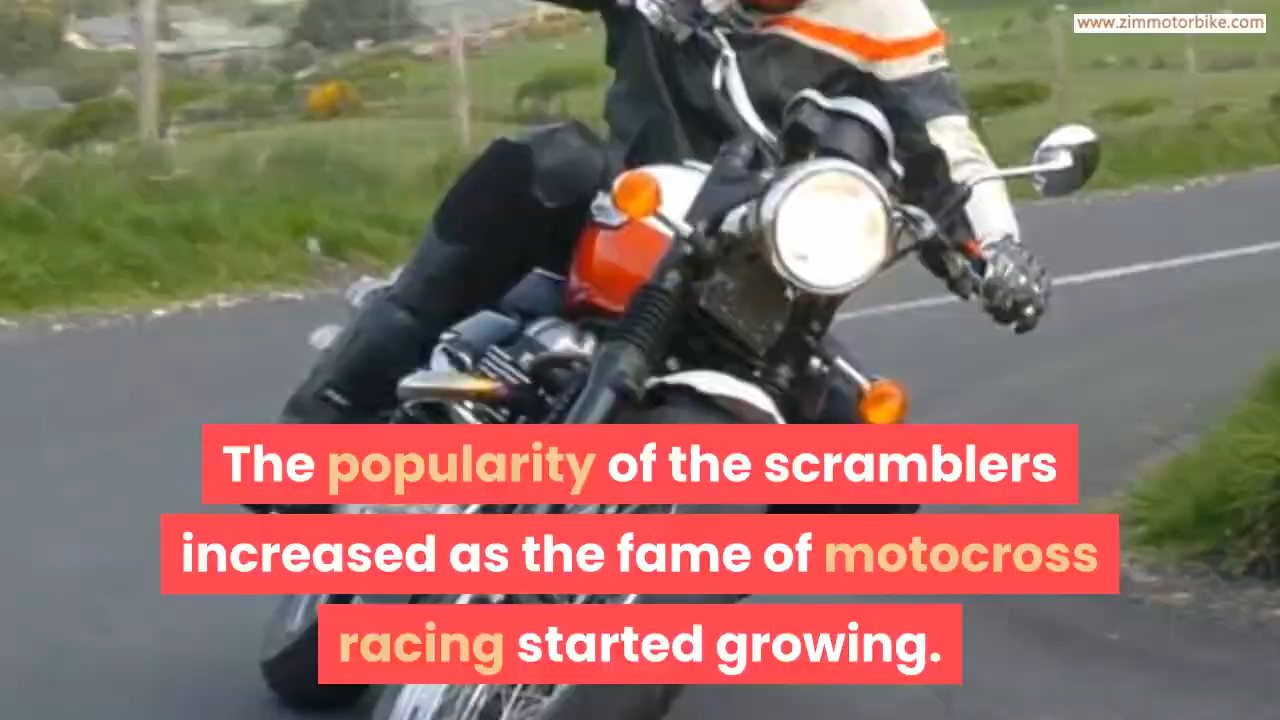 www.zimmotorbike.com
The popularity of the scramblers
increased as the fame of motocross
racing started growing.